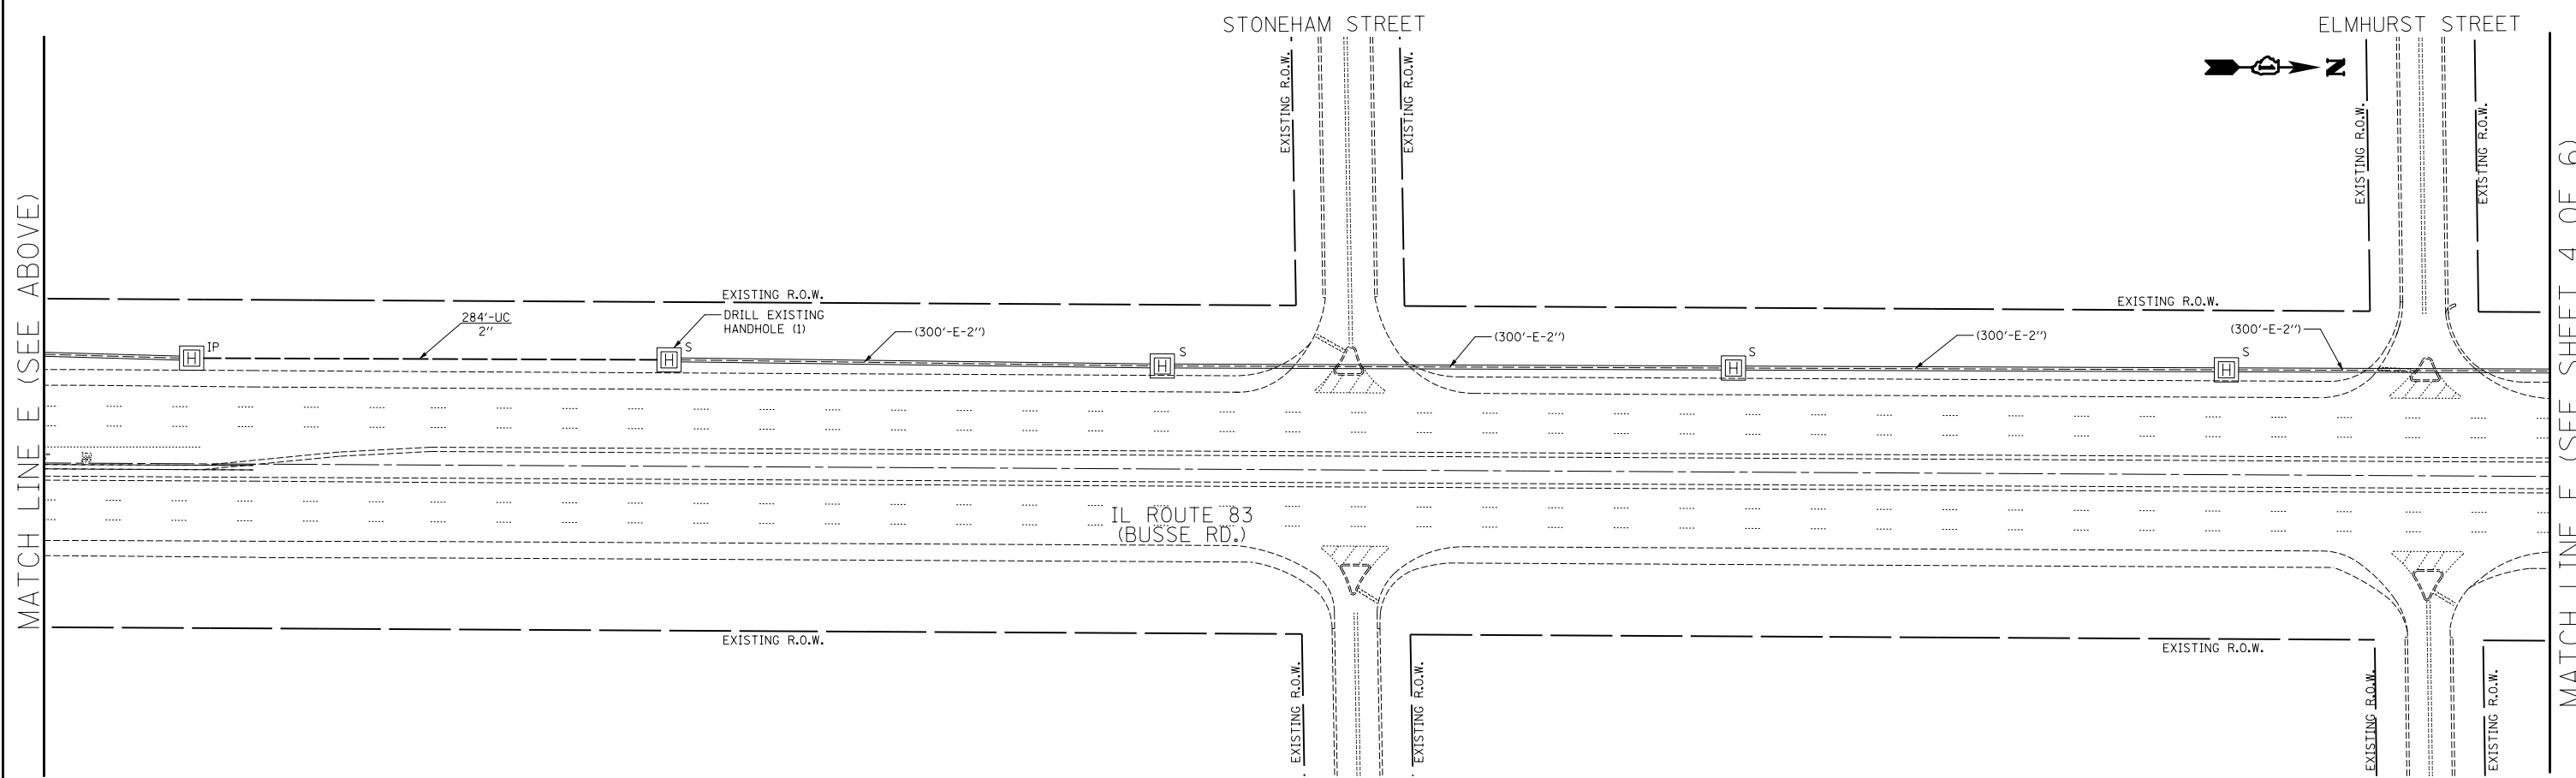 STONEHAM STREET
ELMHURST STREET
N
EXISTING R.O.W.
EXISTING R.O.W.
EXISTING R.O.W.
EXISTING R.O.W.
MATCH LINE E (SEE ABOVE)
MATCH LINE F (SEE SHEET 4 OF 6)
EXISTING R.O.W.
EXISTING R.O.W.
284'-UC
2"
DRILL EXISTING
HANDHOLE (1)
(300'-E-2")
(300'-E-2")
(300'-E-2")
(300'-E-2")
H IP
H S
H S
H S
H S
IL ROUTE 83
(BUSSE RD.)
EXISTING R.O.W.
EXISTING R.O.W.
EXISTING R.O.W.
EXISTING R.O.W.
EXISTING R.O.W.
EXISTING R.O.W.